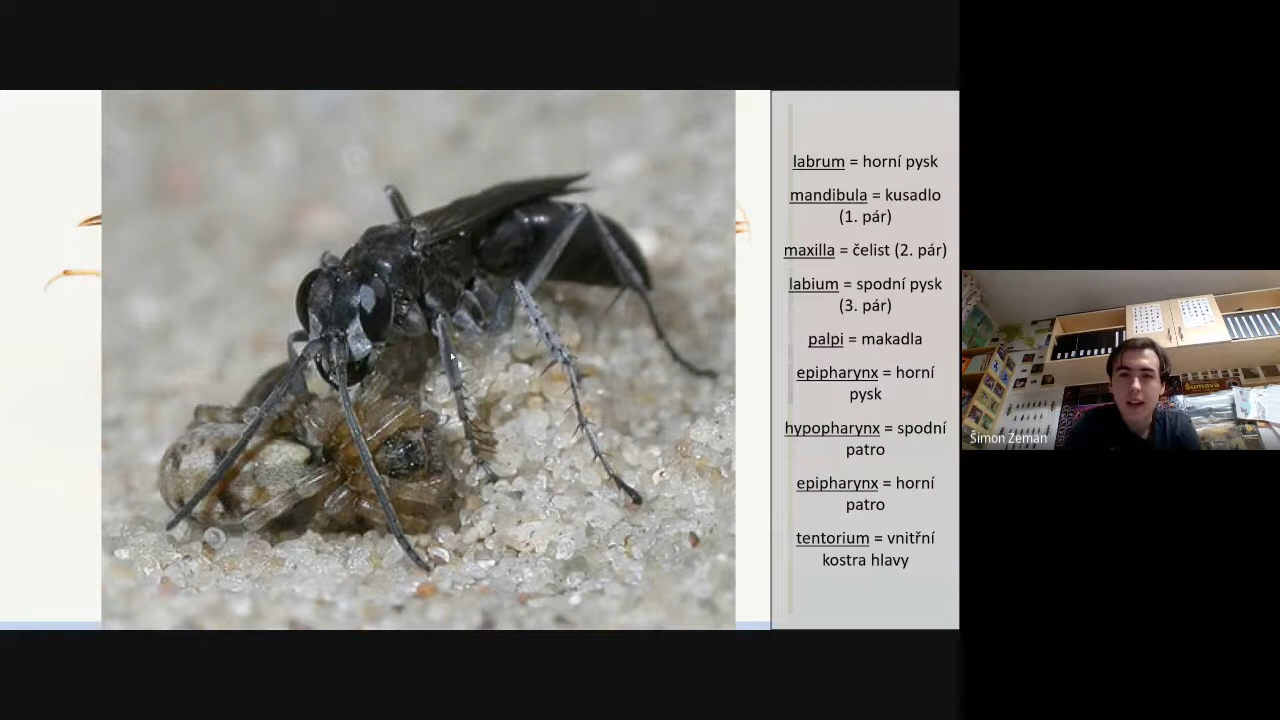 labrum = horní pysk
mandibula = kusadlo
(1. pár)
maxilla = čelist (2. pár)
labium = spodní pysk
(3. pár)
palpi = makadla
epipharynx = horní
pysk
hypopharynx = spodní
patro
epipharynx = horní
patro
tentorium = vnitřní
kostra hlavy
Šumava
Šimon Zeman